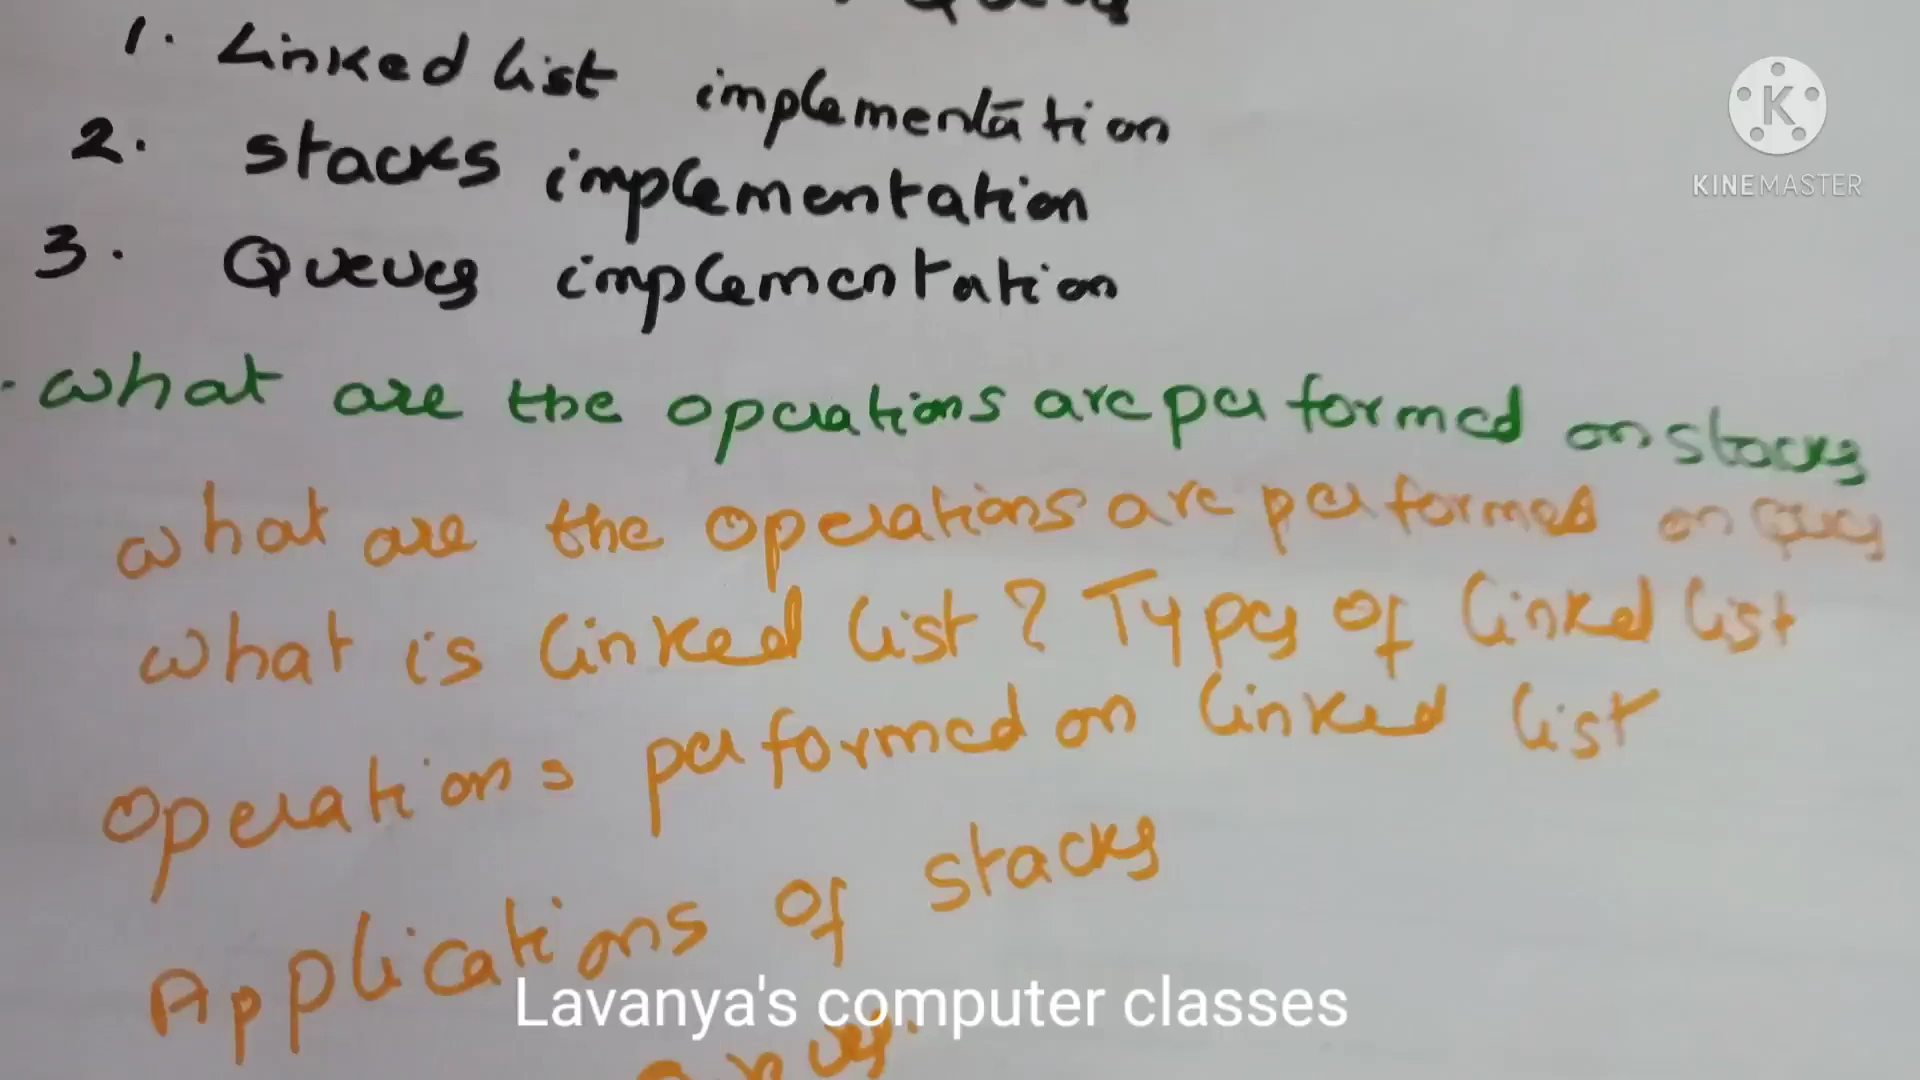 1. Linked list implementation
2. Stacks implementation
3. Queues implementation
K
KINEMASTER
. what are the operations are performed on stacks
. what are the operations are performed on
what is linked list? Types of linked list
operations performed on linked list
Applications of stacks
Lavanya's computer classes